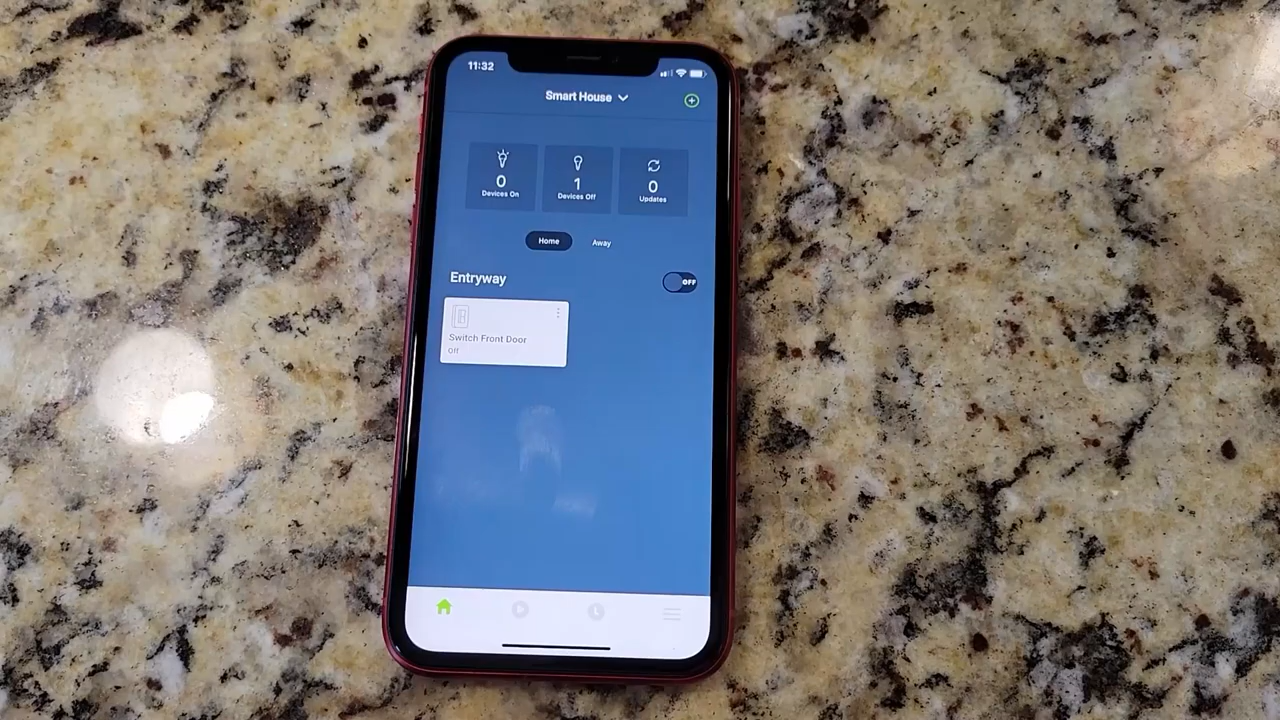 11:32
Smart House
0 1 0
Devices On Devices Off Updates
Home Away
Entryway OFF
Switch Front Door
Off